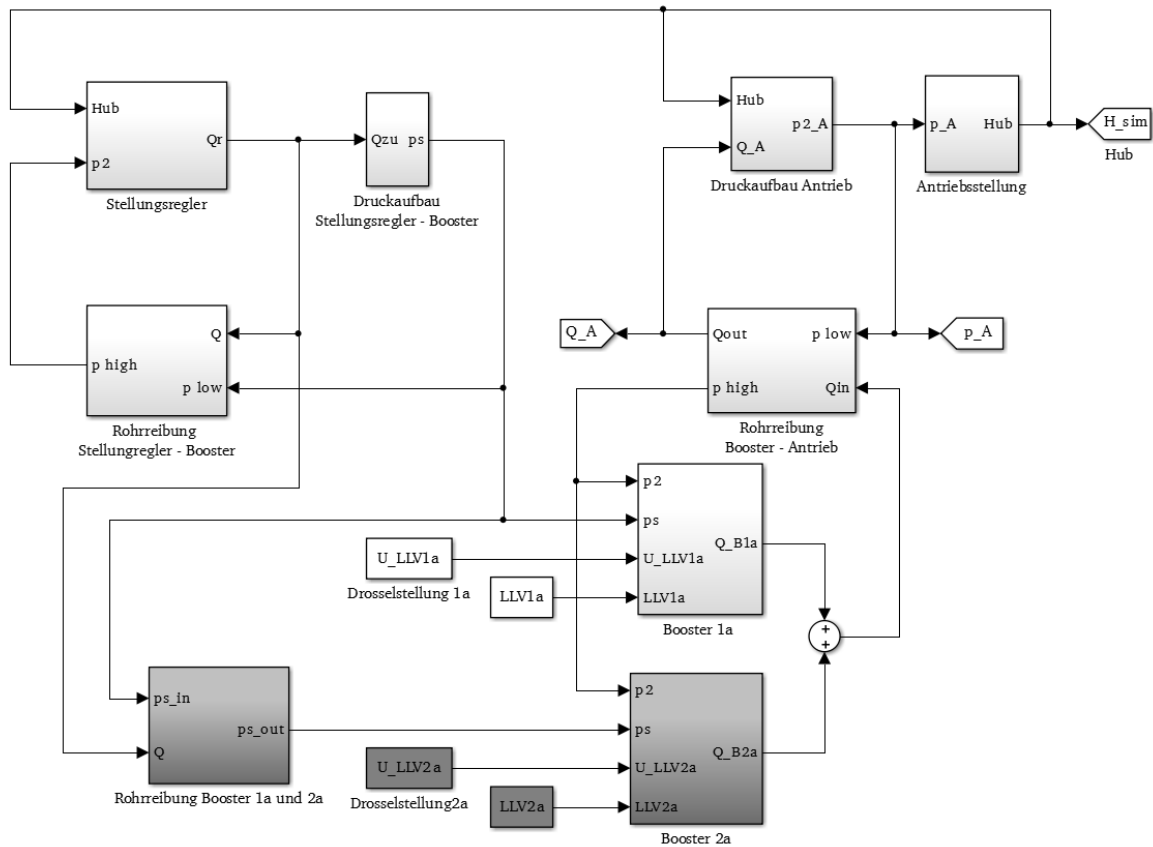 Hub
Qr
p2
Stellungsregler
Qzu ps
Druckaufbau
Stellungsregler - Booster
Hub
p2_A
Q_A
Druckaufbau Antrieb
p_A Hub
Antriebsstellung
H_sim
Hub
Q
p high
p low
Rohrreibung
Stellungregler - Booster
Q_A
Qout p low
p high Qin
Rohrreibung
Booster - Antrieb
p_A
p2
ps
Q_B1a
U_LLV1a
LLV1a
Booster 1a
U_LLV1a
Drosselstellung 1a
LLV1a
+
+
ps_in
ps_out
Q
Rohrreibung Booster 1a und 2a
U_LLV2a
Drosselstellung2a
LLV2a
p2
ps
Q_B2a
U_LLV2a
LLV2a
Booster 2a